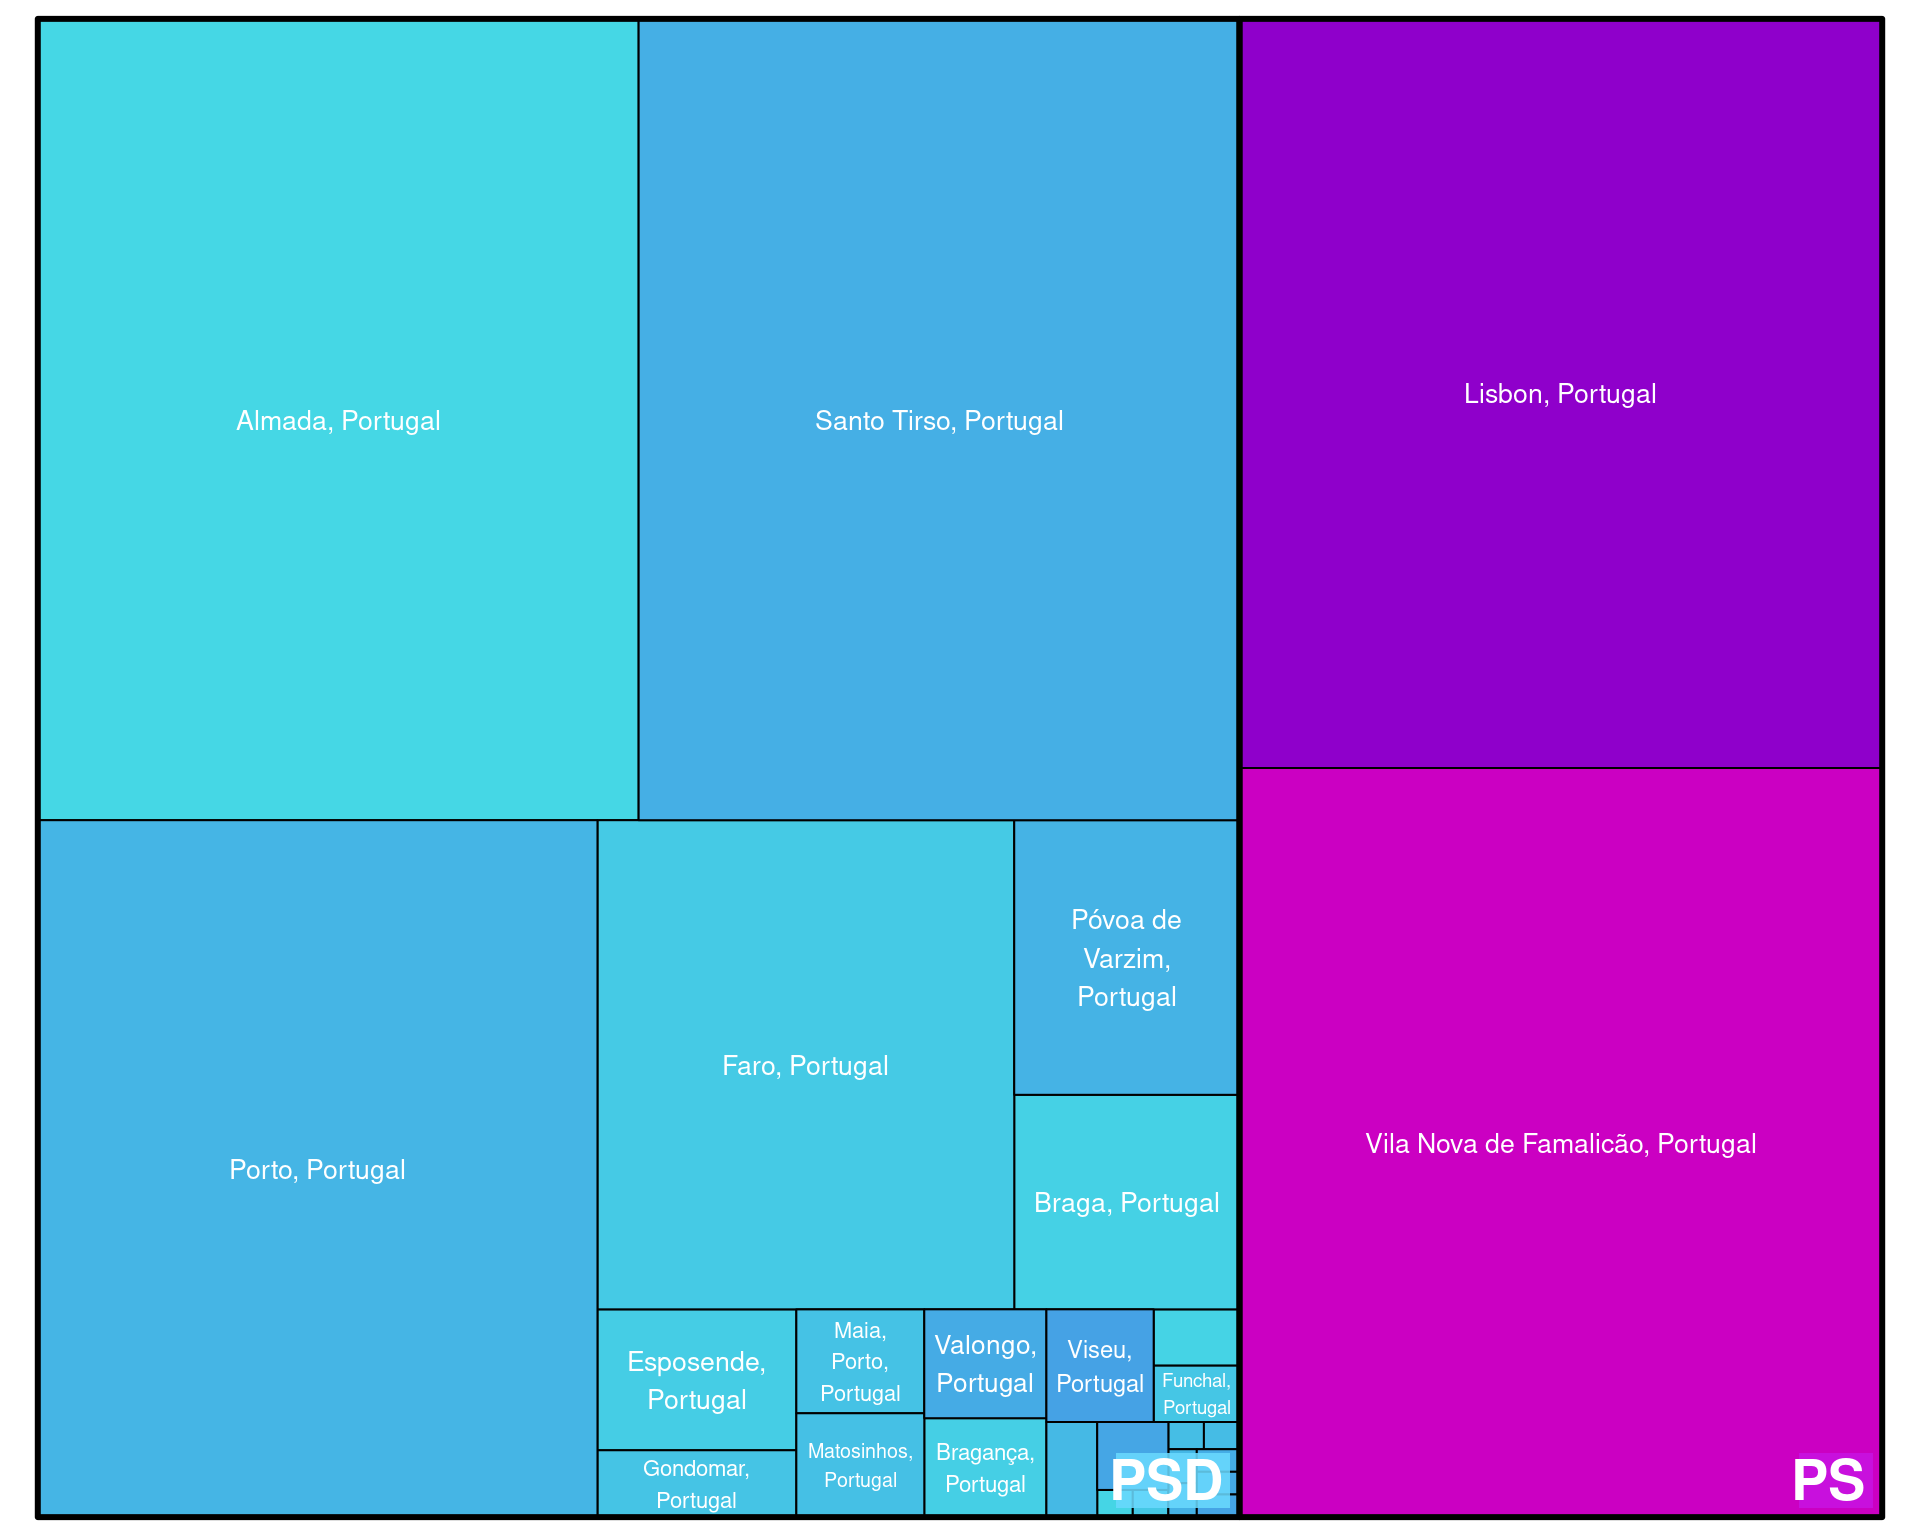 Almada, Portugal
Santo Tirso, Portugal
Lisbon, Portugal
Porto, Portugal
Faro, Portugal
Póvoa de
Varzim,
Portugal
Braga, Portugal
Vila Nova de Famalicão, Portugal
Esposende,
Portugal
Gondomar,
Portugal
Maia,
Porto,
Portugal
Matosinhos,
Portugal
Valongo,
Portugal
Bragança,
Portugal
Viseu,
Portugal
Funchal,
Portugal
PSD
PS